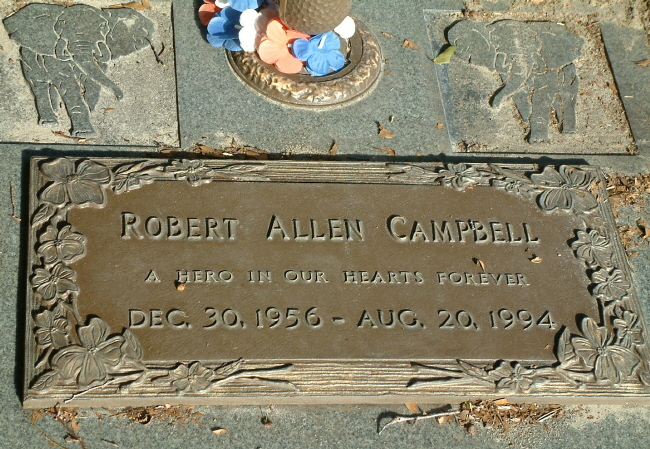 ROBERT ALLEN CAMPBELL
A HERO IN OUR HEARTS FOREVER
DEC. 30, 1956 - AUG. 20, 1994